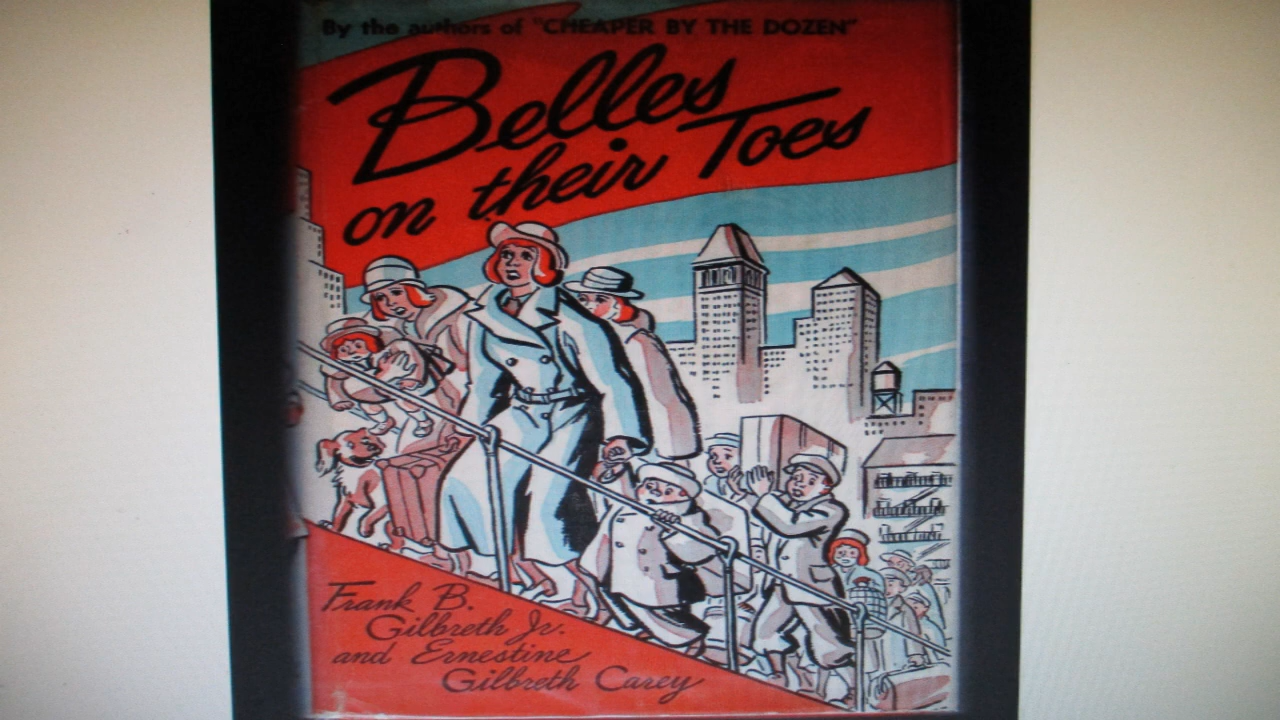 By the authors of "CHEAPER BY THE DOZEN"
Belles
on their Toes
Frank B.
Gilbreth Jr.
and Ernestine
Gilbreth Carey